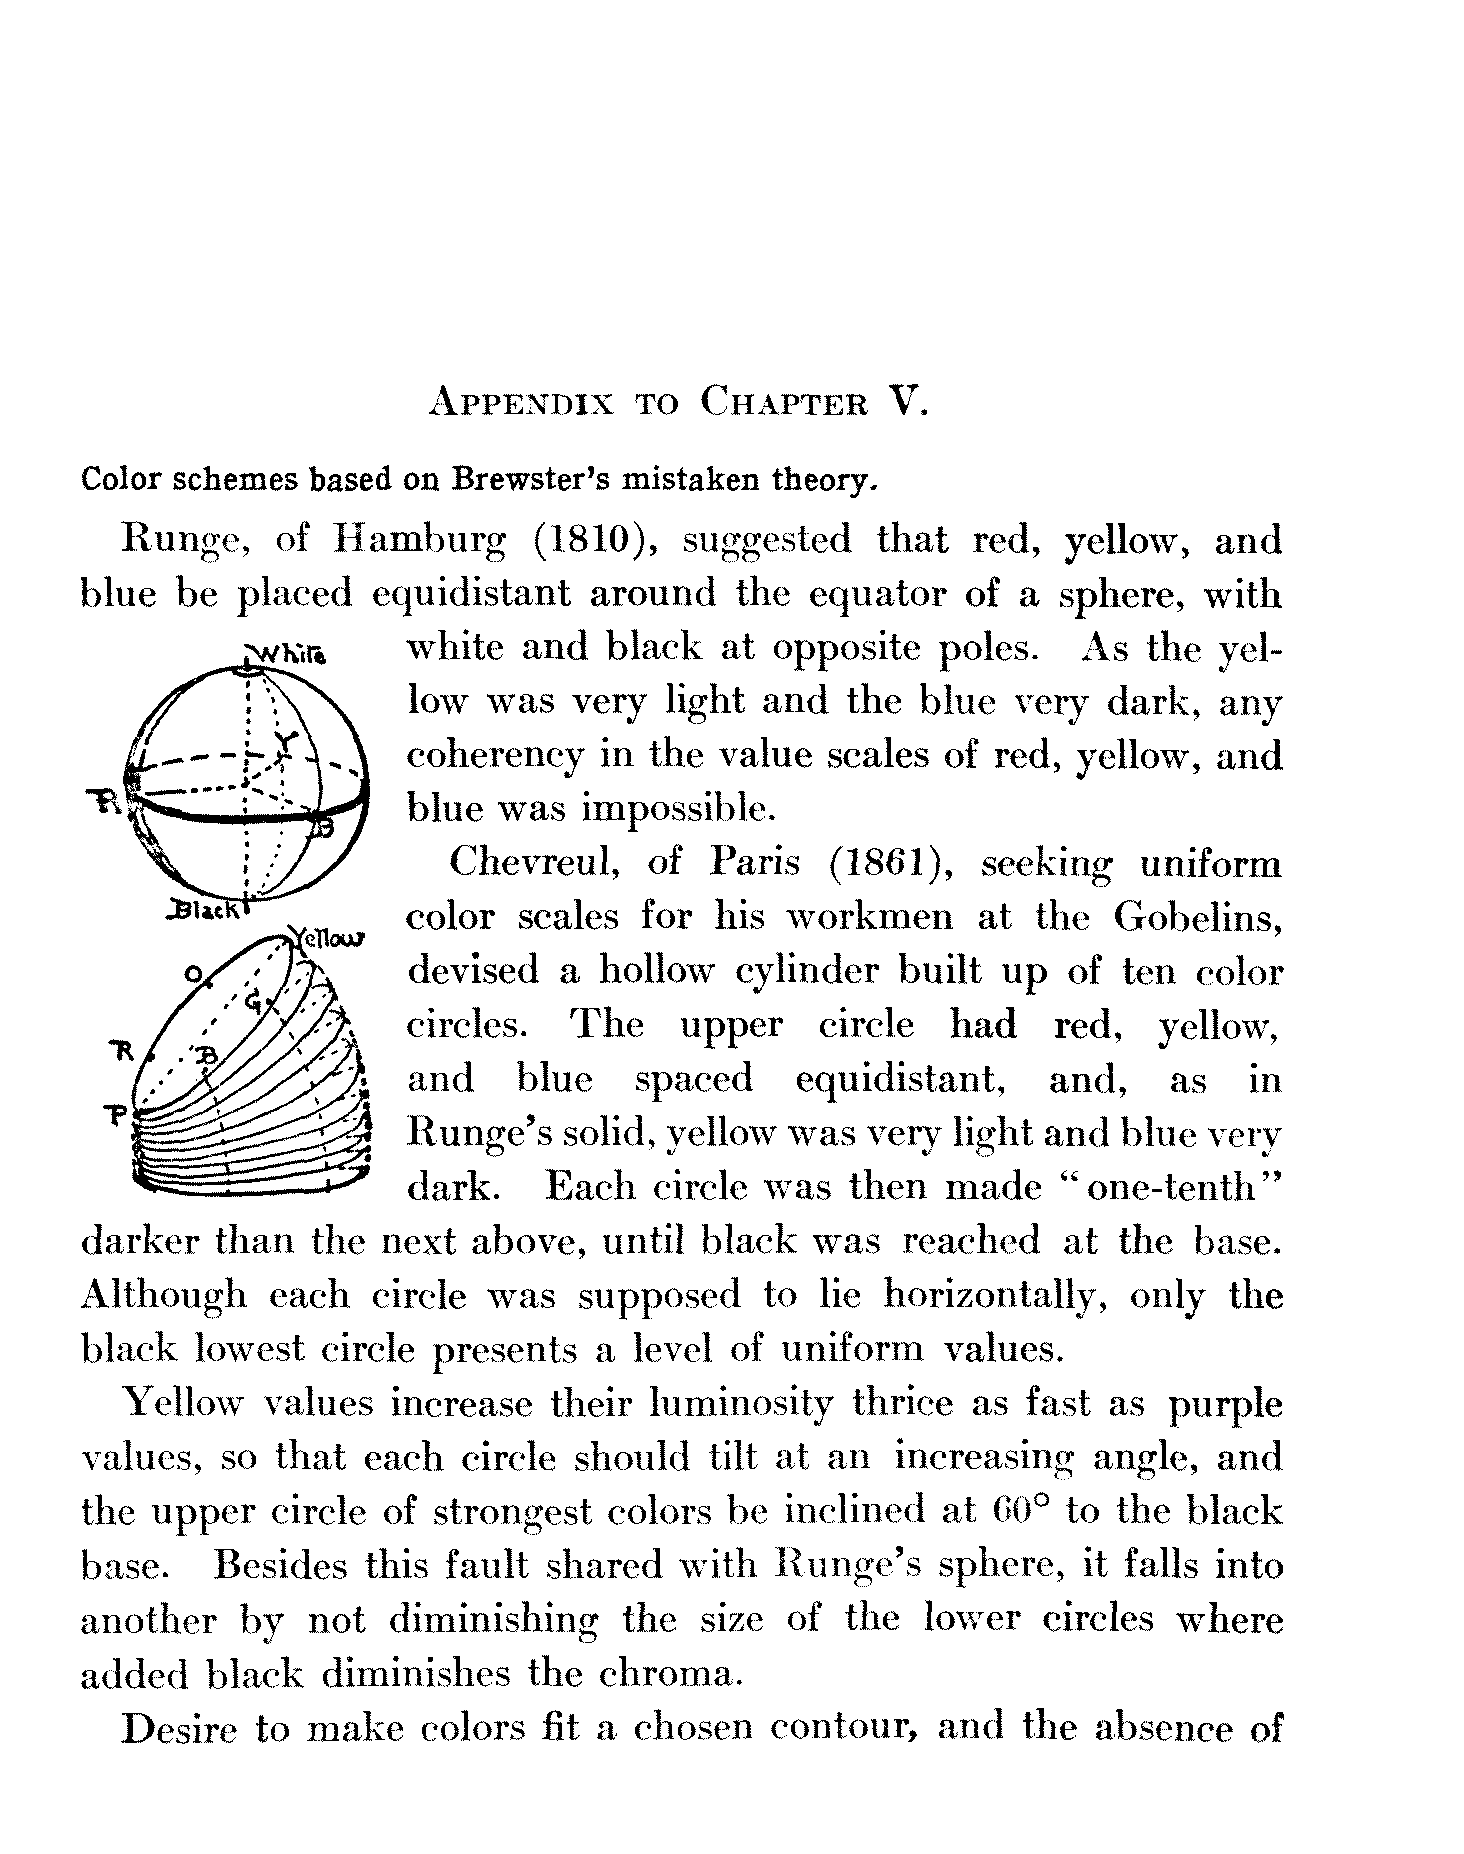 APPENDIX TO CHAPTER V.
Color schemes based on Brewster's mistaken theory.
Runge, of Hamburg (1810), suggested that red, yellow, and
blue be placed equidistant around the equator of a sphere, with
white and black at opposite poles. As the yel-
low was very light and the blue very dark, any
coherency in the value scales of red, yellow, and
blue was impossible.
Chevreul, of Paris (1861), seeking uniform
color scales for his workmen at the Gobelins,
devised a hollow cylinder built up of ten color
circles. The upper circle had red, yellow,
and blue spaced equidistant, and, as in
Runge's solid, yellow was very light and blue very
dark. Each circle was then made “one-tenth”
darker than the next above, until black was reached at the base.
Although each circle was supposed to lie horizontally, only the
black lowest circle presents a level of uniform values.
Yellow values increase their luminosity thrice as fast as purple
values, so that each circle should tilt at an increasing angle, and
the upper circle of strongest colors be inclined at 60° to the black
base. Besides this fault shared with Runge's sphere, it falls into
another by not diminishing the size of the lower circles where
added black diminishes the chroma.
Desire to make colors fit a chosen contour, and the absence of
White
Y
R
B
Black
Yellow
O
G
R
B
P